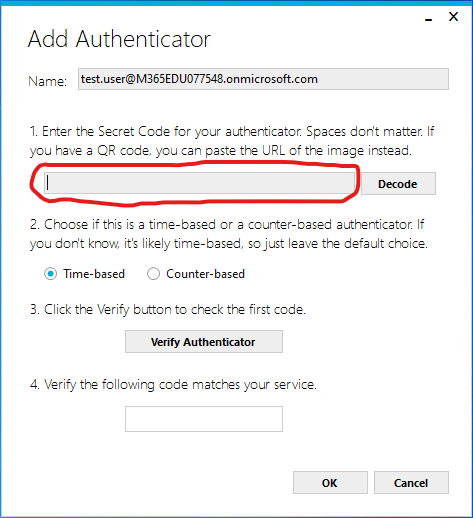 Add Authenticator
Name: test.user@M365EDU077548.onmicrosoft.com
1. Enter the Secret Code for your authenticator. Spaces don't matter. If
you have a QR code, you can paste the URL of the image instead.
Decode
2. Choose if this is a time-based or a counter-based authenticator. If
you don't know, it's likely time-based, so just leave the default choice.
Time-based Counter-based
3. Click the Verify button to check the first code.
Verify Authenticator
4. Verify the following code matches your service.
OK Cancel